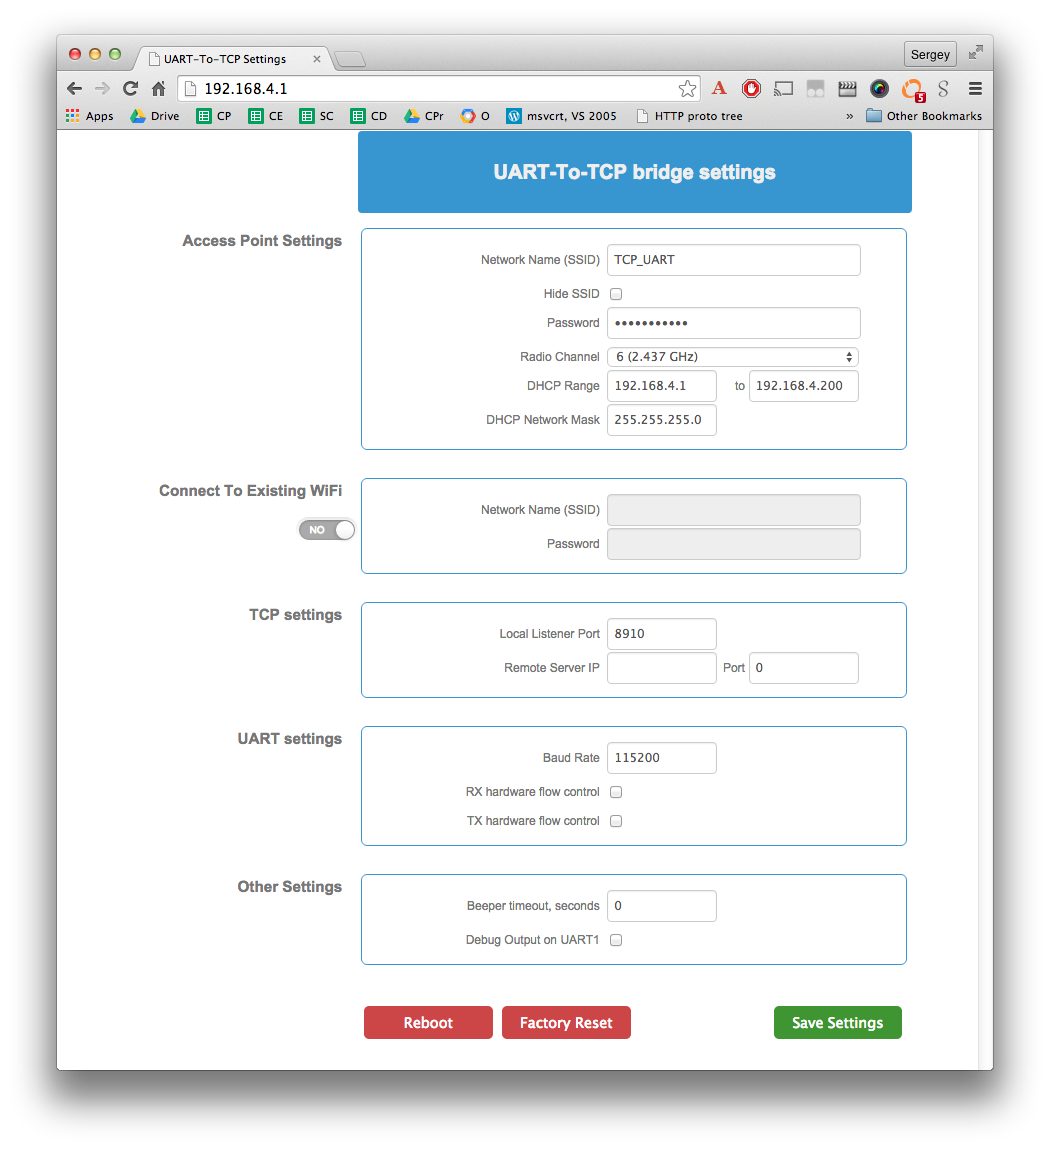 UART-To-TCP Settings
Sergey
192.168.4.1
A
5
S
Apps Drive CP CE SC CD CPr O msvcrt, VS 2005 HTTP proto tree » Other Bookmarks
UART-To-TCP bridge settings
Access Point Settings
Network Name (SSID) TCP_UART
Hide SSID
Password •••••••••••
Radio Channel 6 (2.437 GHz)
DHCP Range 192.168.4.1 to 192.168.4.200
DHCP Network Mask 255.255.255.0
Connect To Existing WiFi
NO
Network Name (SSID)
Password
TCP settings
Local Listener Port 8910
Remote Server IP Port 0
UART settings
Baud Rate 115200
RX hardware flow control
TX hardware flow control
Other Settings
Beeper timeout, seconds 0
Debug Output on UART1
Reboot Factory Reset Save Settings